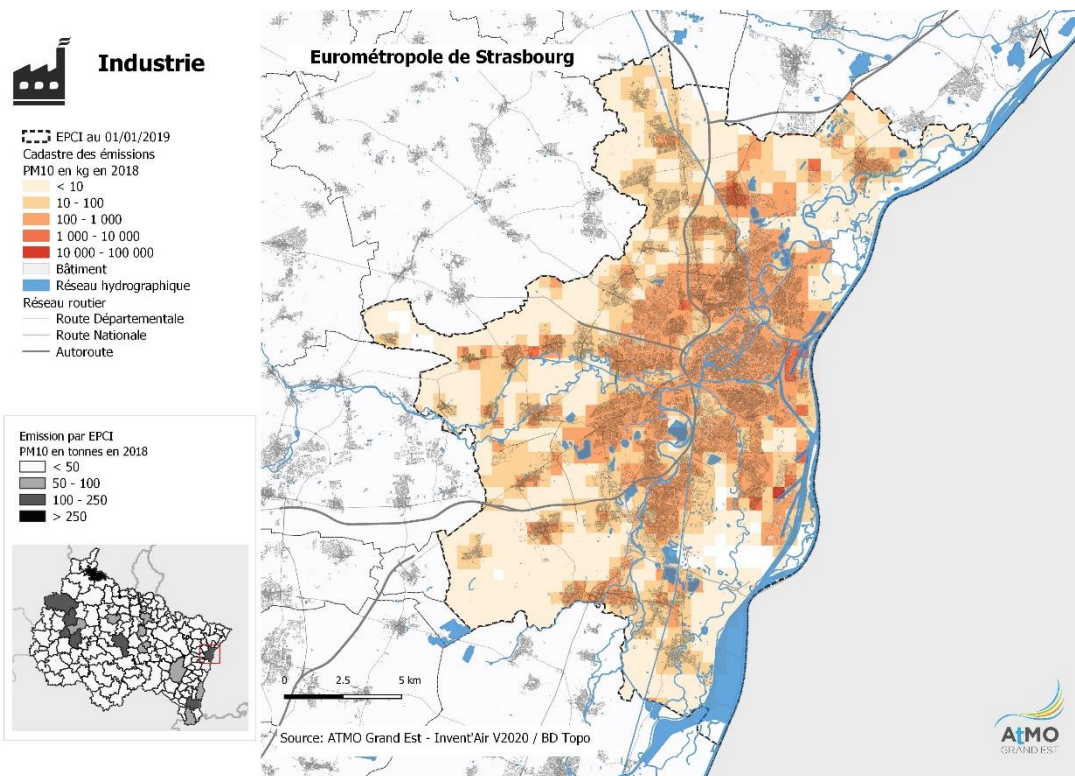 Industrie
EPCI au 01/01/2019
Cadastre des émissions
PM10 en kg en 2018
< 10
10 - 100
100 - 1 000
1 000 - 10 000
10 000 - 100 000
Bâtiment
Réseau hydrographique
Réseau routier
Route Départementale
Route Nationale
Autoroute
Emission par EPCI
PM10 en tonnes en 2018
< 50
50 - 100
100 - 250
> 250
Eurométropole de Strasbourg
0 2.5 5 km
Source: ATMO Grand Est - Invent'Air V2020 / BD Topo
AtMO
GRAND EST